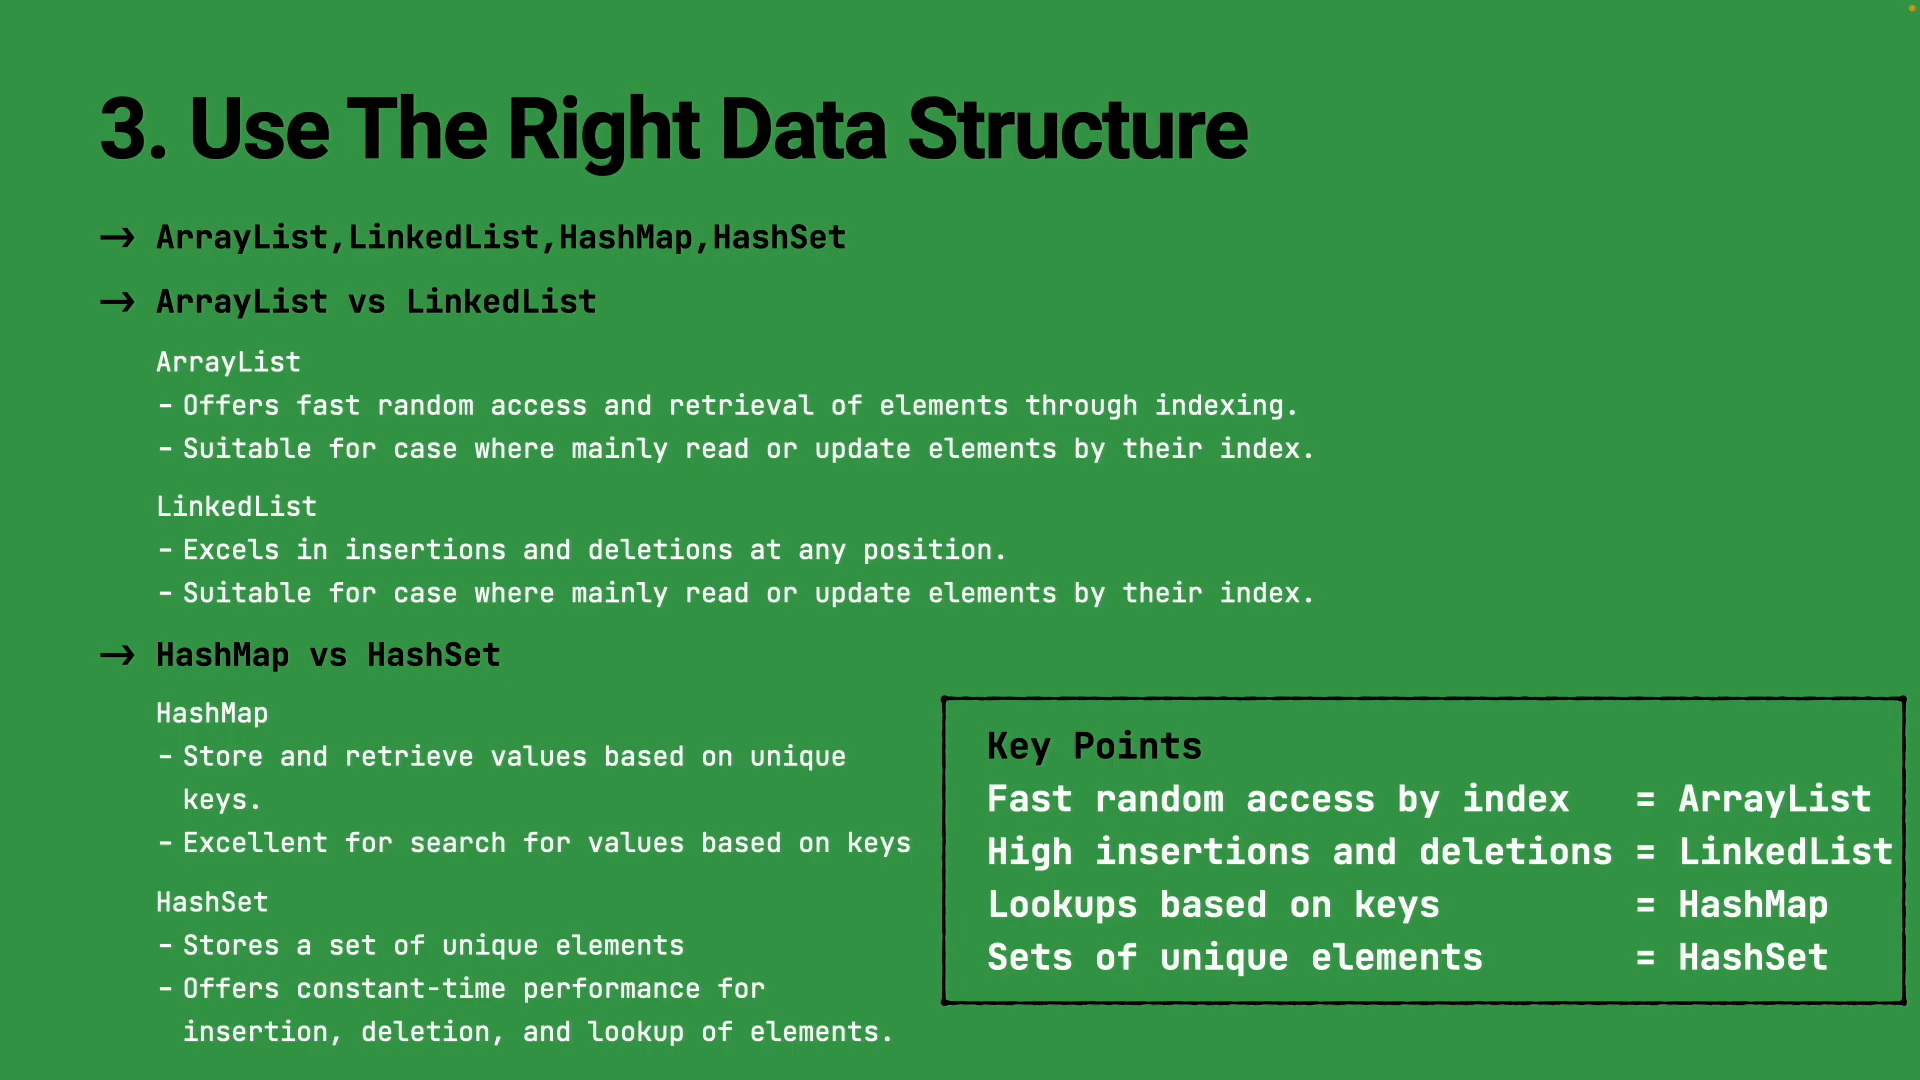 3. Use The Right Data Structure
→ ArrayList,LinkedList,HashMap,HashSet
→ ArrayList vs LinkedList
ArrayList
- Offers fast random access and retrieval of elements through indexing.
- Suitable for case where mainly read or update elements by their index.
LinkedList
- Excels in insertions and deletions at any position.
- Suitable for case where mainly read or update elements by their index.
→ HashMap vs HashSet
HashMap
- Store and retrieve values based on unique
keys.
- Excellent for search for values based on keys
HashSet
- Stores a set of unique elements
- Offers constant-time performance for
insertion, deletion, and lookup of elements.
Key Points
Fast random access by index = ArrayList
High insertions and deletions = LinkedList
Lookups based on keys = HashMap
Sets of unique elements = HashSet